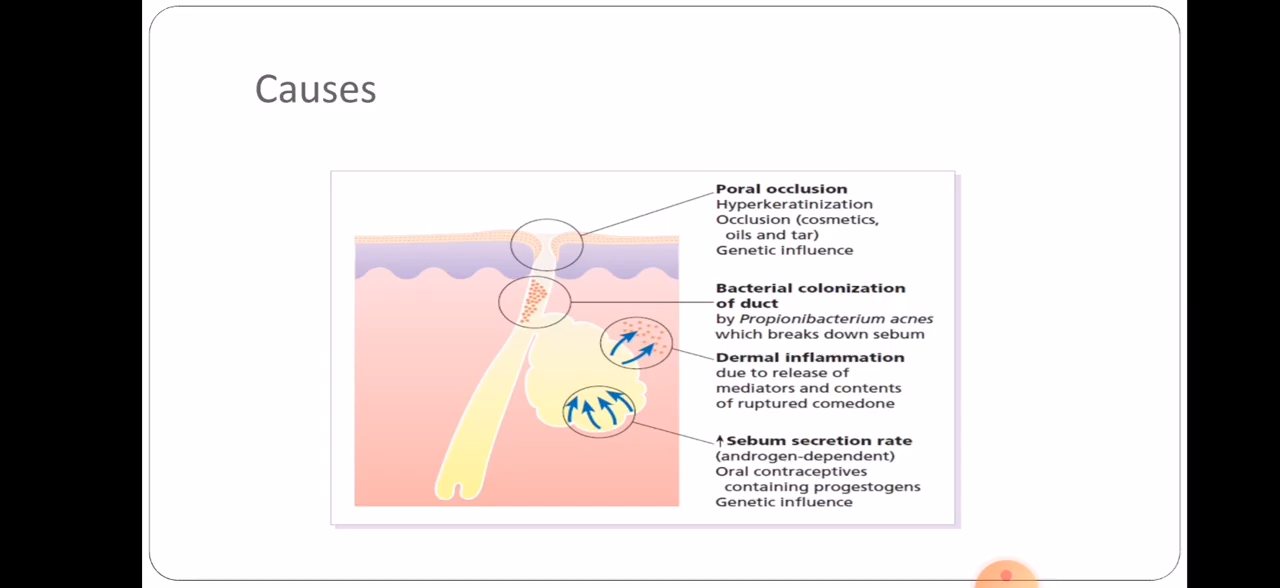 Causes
Poral occlusion
Hyperkeratinization
Occlusion (cosmetics,
oils and tar)
Genetic influence
Bacterial colonization
of duct
by Propionibacterium acnes
which breaks down sebum
Dermal inflammation
due to release of
mediators and contents
of ruptured comedone
↑Sebum secretion rate
(androgen-dependent)
Oral contraceptives
containing progestogens
Genetic influence